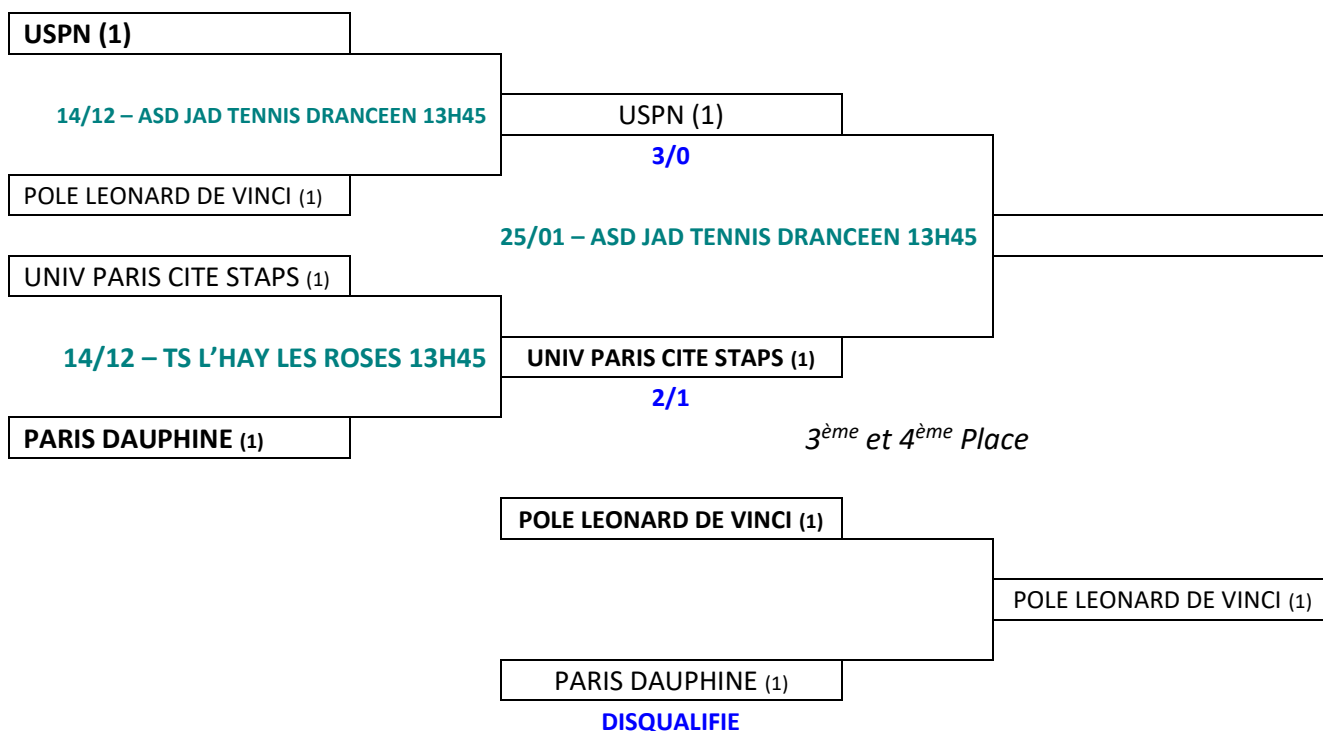 USPN (1)
14/12 – ASD JAD TENNIS DRANCEEN 13H45
USPN (1)
3/0
POLE LEONARD DE VINCI (1)
25/01 – ASD JAD TENNIS DRANCEEN 13H45
UNIV PARIS CITE STAPS (1)
14/12 – TS L’HAY LES ROSES 13H45
UNIV PARIS CITE STAPS (1)
2/1
PARIS DAUPHINE (1)
3ème et 4ème Place
POLE LEONARD DE VINCI (1)
POLE LEONARD DE VINCI (1)
PARIS DAUPHINE (1)
DISQUALIFIE